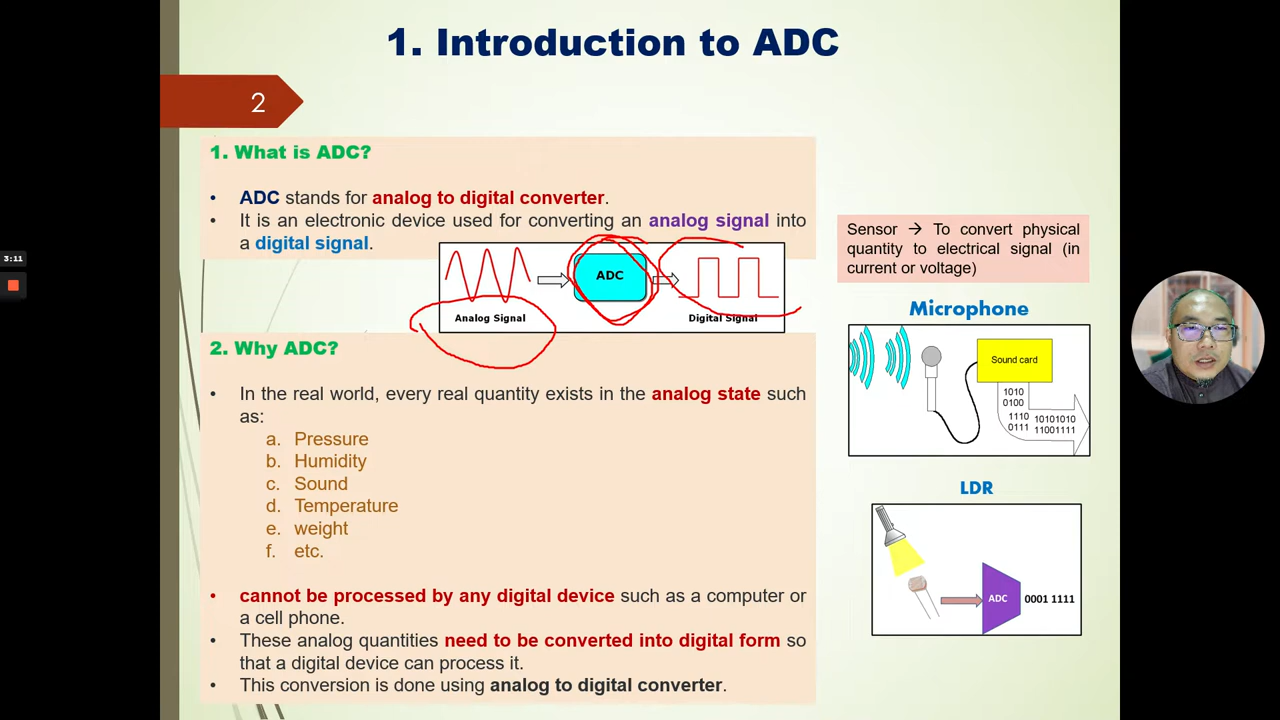 1. Introduction to ADC
2
1. What is ADC?
• ADC stands for analog to digital converter.
• It is an electronic device used for converting an analog signal into
a digital signal.
ADC
Analog Signal
Digital Signal
2. Why ADC?
• In the real world, every real quantity exists in the analog state such
as:
a. Pressure
b. Humidity
c. Sound
d. Temperature
e. weight
f. etc.
• cannot be processed by any digital device such as a computer or
a cell phone.
• These analog quantities need to be converted into digital form so
that a digital device can process it.
• This conversion is done using analog to digital converter.
Sensor → To convert physical
quantity to electrical signal (in
current or voltage)
Microphone
Sound card
1010
0100
1110
0111
10101010
11001111
LDR
ADC
0001 1111
3:11